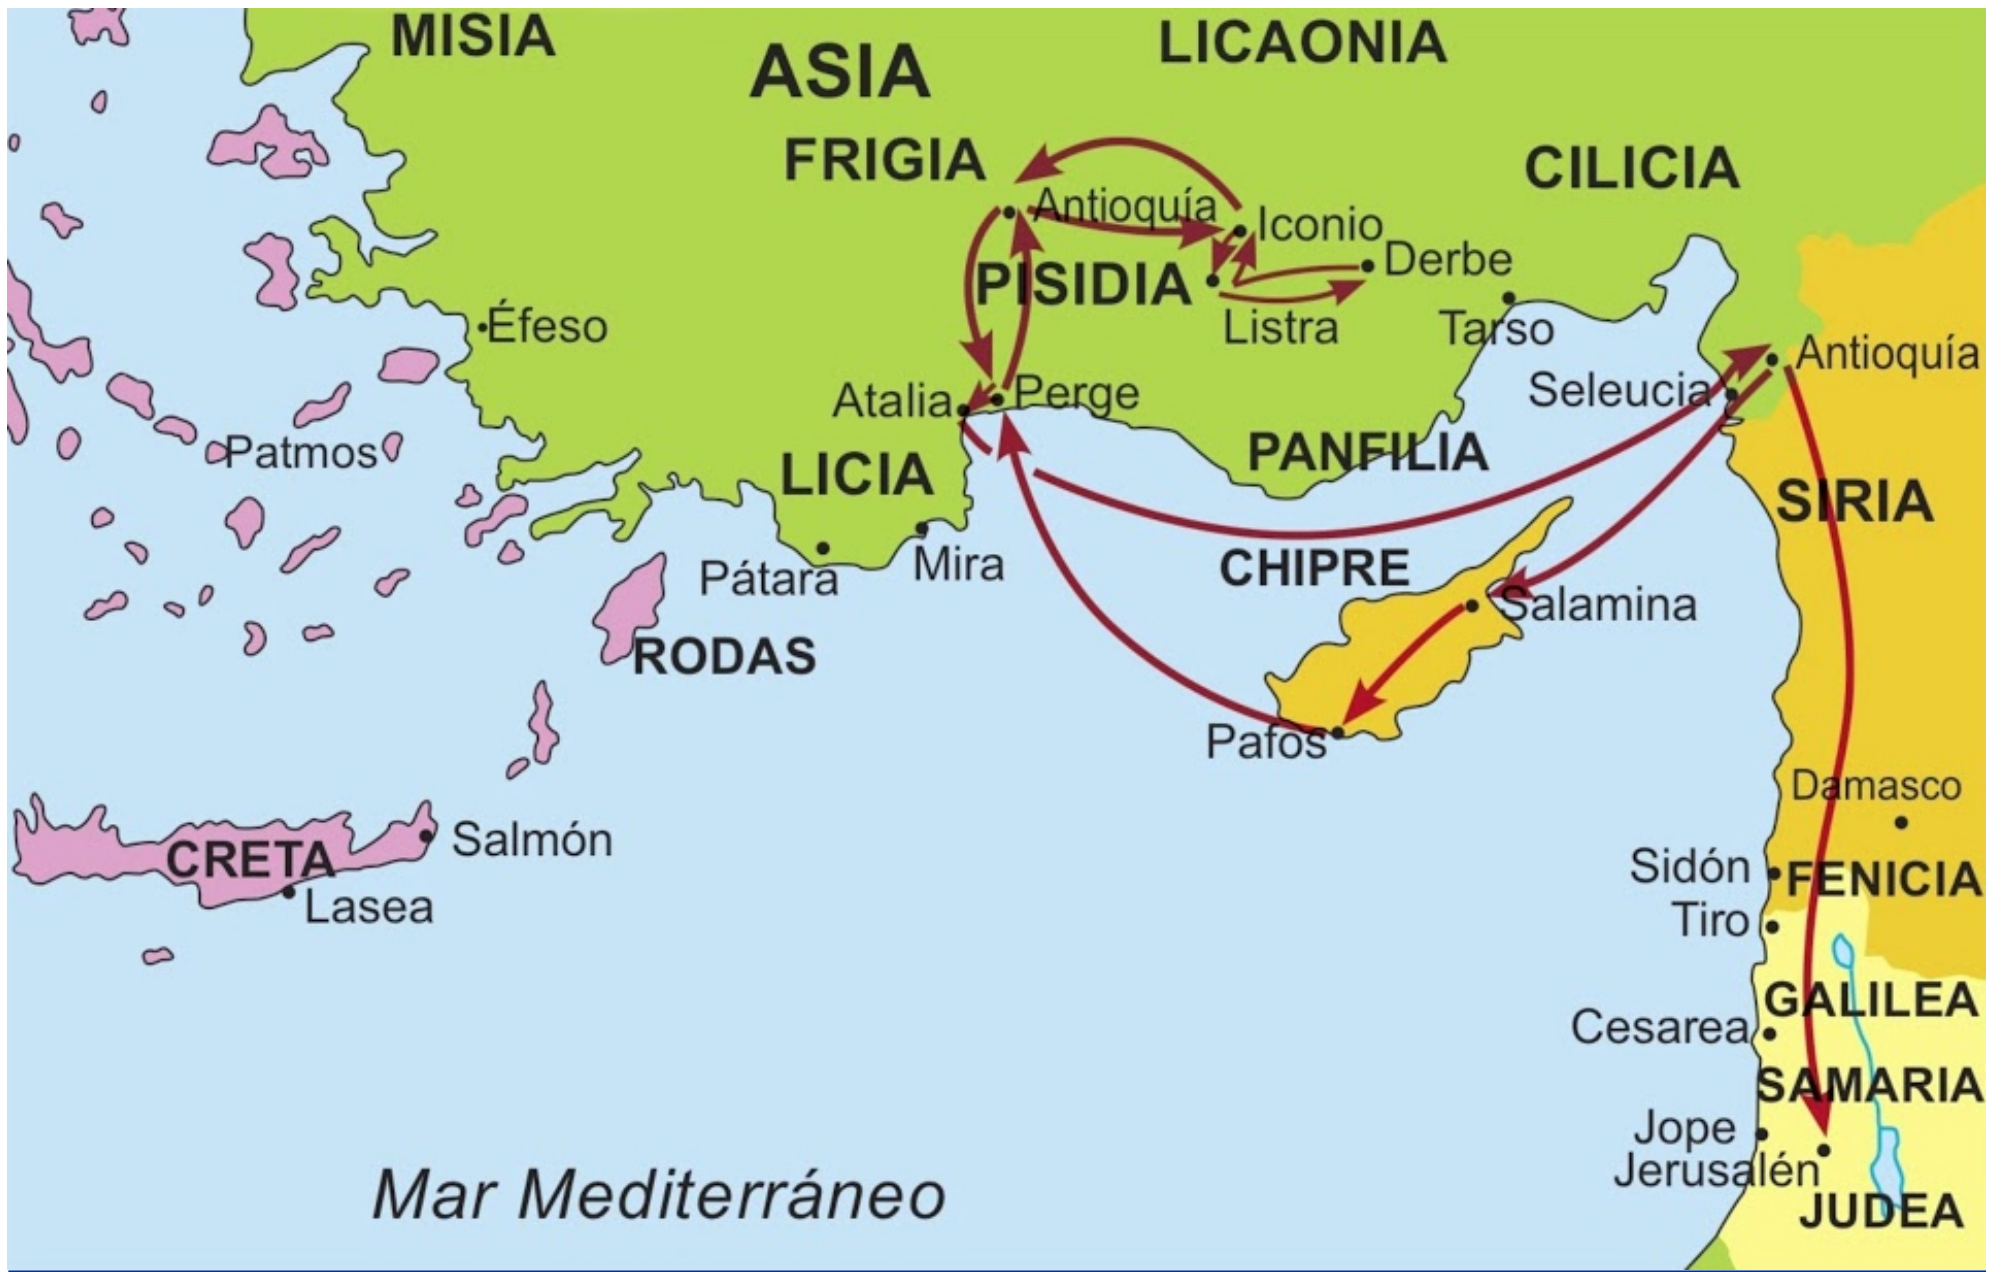 MISIA
ASIA
LICAONIA
FRIGIA
CILICIA
Antioquía
Iconio
Derbe
PISIDIA
Listra
Tarso
Éfeso
Antioquía
Seleucia
Atalia
Perge
Patmos
LICIA
PANFILIA
SIRIA
Pátara
Mira
CHIPRE
Salamina
RODAS
Pafos
Damasco
CRETA
Salmón
Lasea
Sidón
FENICIA
Tiro
GALILEA
Cesarea
SAMARIA
Jope
Jerusalén
JUDEA
Mar Mediterráneo